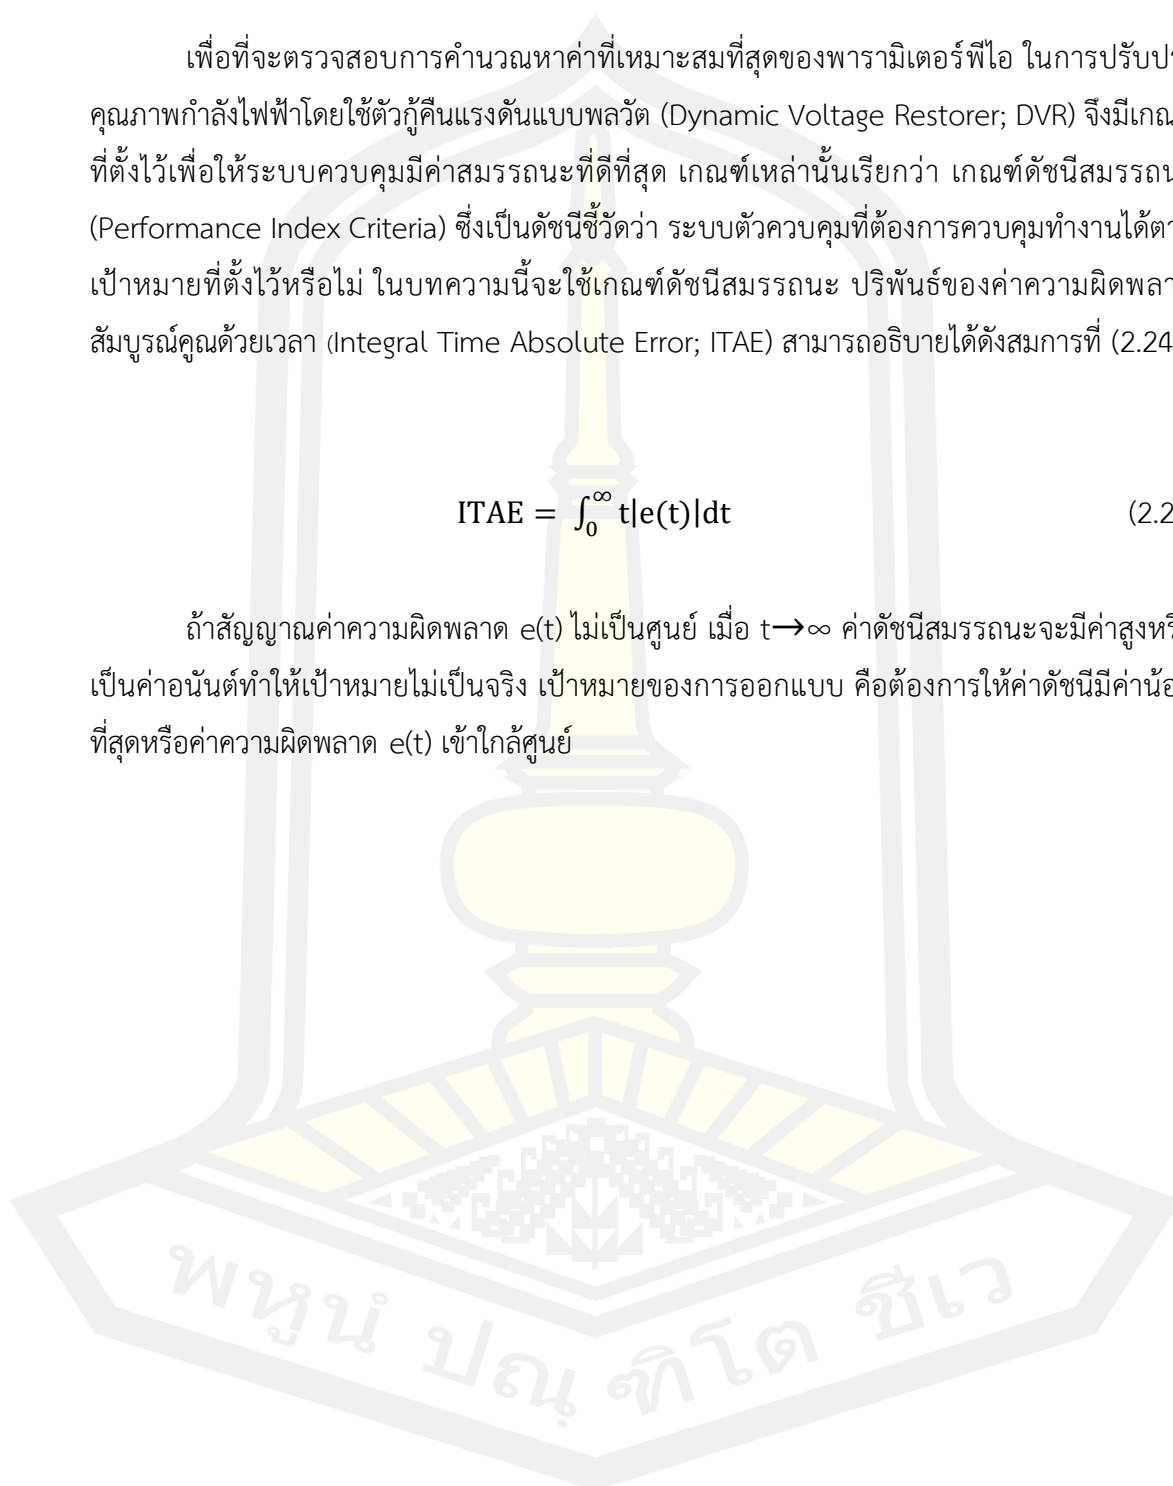 เพื่อที่จะตรวจสอบการคำนวณหาค่าที่เหมาะสมที่สุดของพารามิเตอร์พีไอ ในการปรับปร
คุณภาพกำลังไฟฟ้าโดยใช้ตัวกู้คืนแรงดันแบบพลวัต (Dynamic Voltage Restorer; DVR) จึงมีเกณ
ที่ตั้งไว้เพื่อให้ระบบควบคุมมีค่าสมรรถนะที่ดีที่สุด เกณฑ์เหล่านั้นเรียกว่า เกณฑ์ดัชนีสมรรถน
(Performance Index Criteria) ซึ่งเป็นดัชนีชี้วัดว่า ระบบตัวควบคุมที่ต้องการควบคุมทำงานได้ตา
เป้าหมายที่ตั้งไว้หรือไม่ ในบทความนี้จะใช้เกณฑ์ดัชนีสมรรถนะ ปริพันธ์ของค่าความผิดพลา
สัมบูรณ์คูณด้วยเวลา (Integral Time Absolute Error; ITAE) สามารถอธิบายได้ดังสมการที่ (2.24
ITAE = ∫₀^∞ t|e(t)|dt (2.2
ถ้าสัญญาณค่าความผิดพลาด e(t) ไม่เป็นศูนย์ เมื่อ t→∞ ค่าดัชนีสมรรถนะจะมีค่าสูงหรื
เป็นค่าอนันต์ทำให้เป้าหมายไม่เป็นจริง เป้าหมายของการออกแบบ คือต้องการให้ค่าดัชนีมีค่าน้อ
ที่สุดหรือค่าความผิดพลาด e(t) เข้าใกล้ศูนย์
พหูนํ ปณฺฑิโต ชีเว